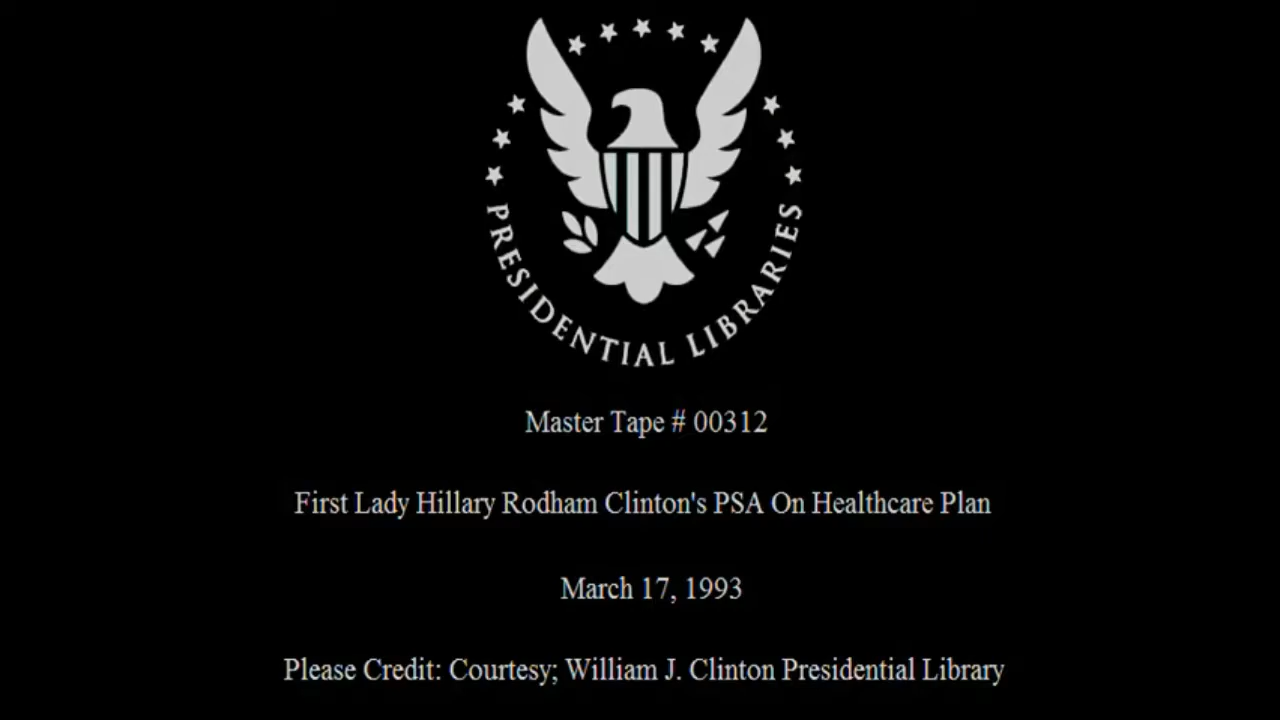 PRESIDENTIAL LIBRARIES
Master Tape # 00312
First Lady Hillary Rodham Clinton's PSA On Healthcare Plan
March 17, 1993
Please Credit: Courtesy; William J. Clinton Presidential Library